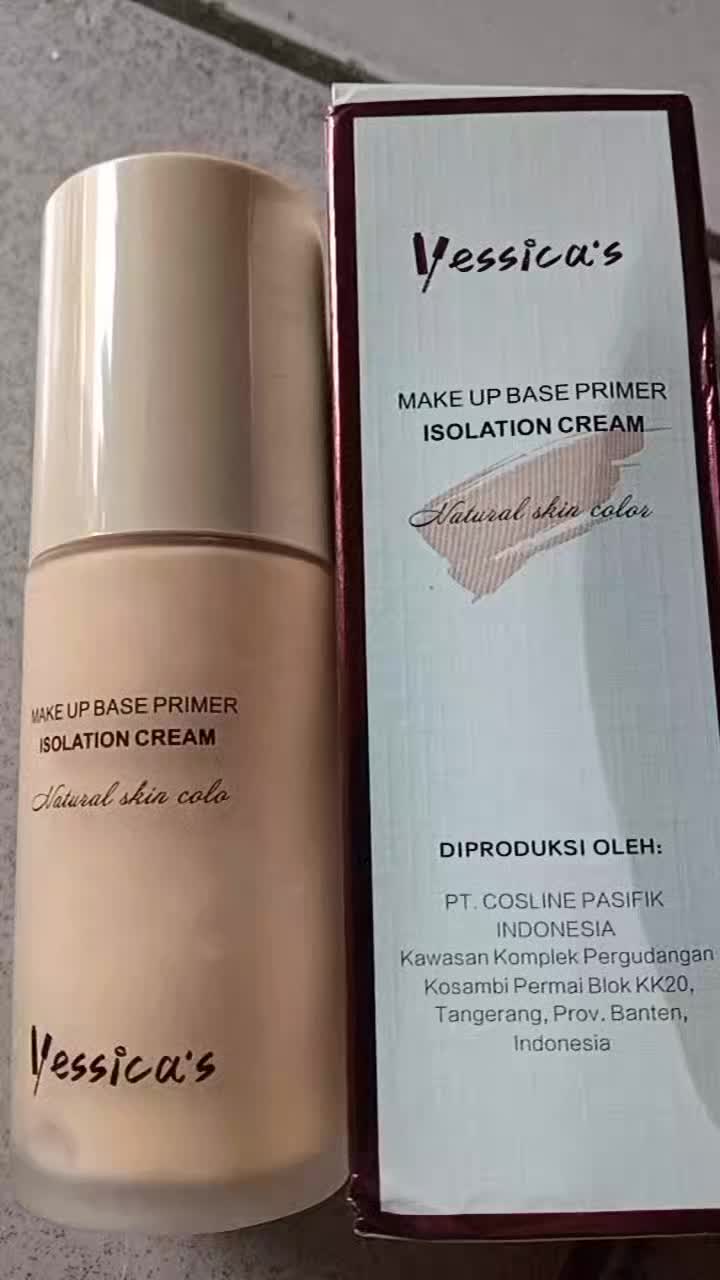 Yessica's
MAKE UP BASE PRIMER
ISOLATION CREAM
Natural skin color
DIPRODUKSI OLEH:
PT. COSLINE PASIFIK
INDONESIA
Kawasan Komplek Pergudangan
Kosambi Permai Blok KK20,
Tangerang, Prov. Banten,
Indonesia
MAKE UP BASE PRIMER
ISOLATION CREAM
Natural skin colo
Yessica's